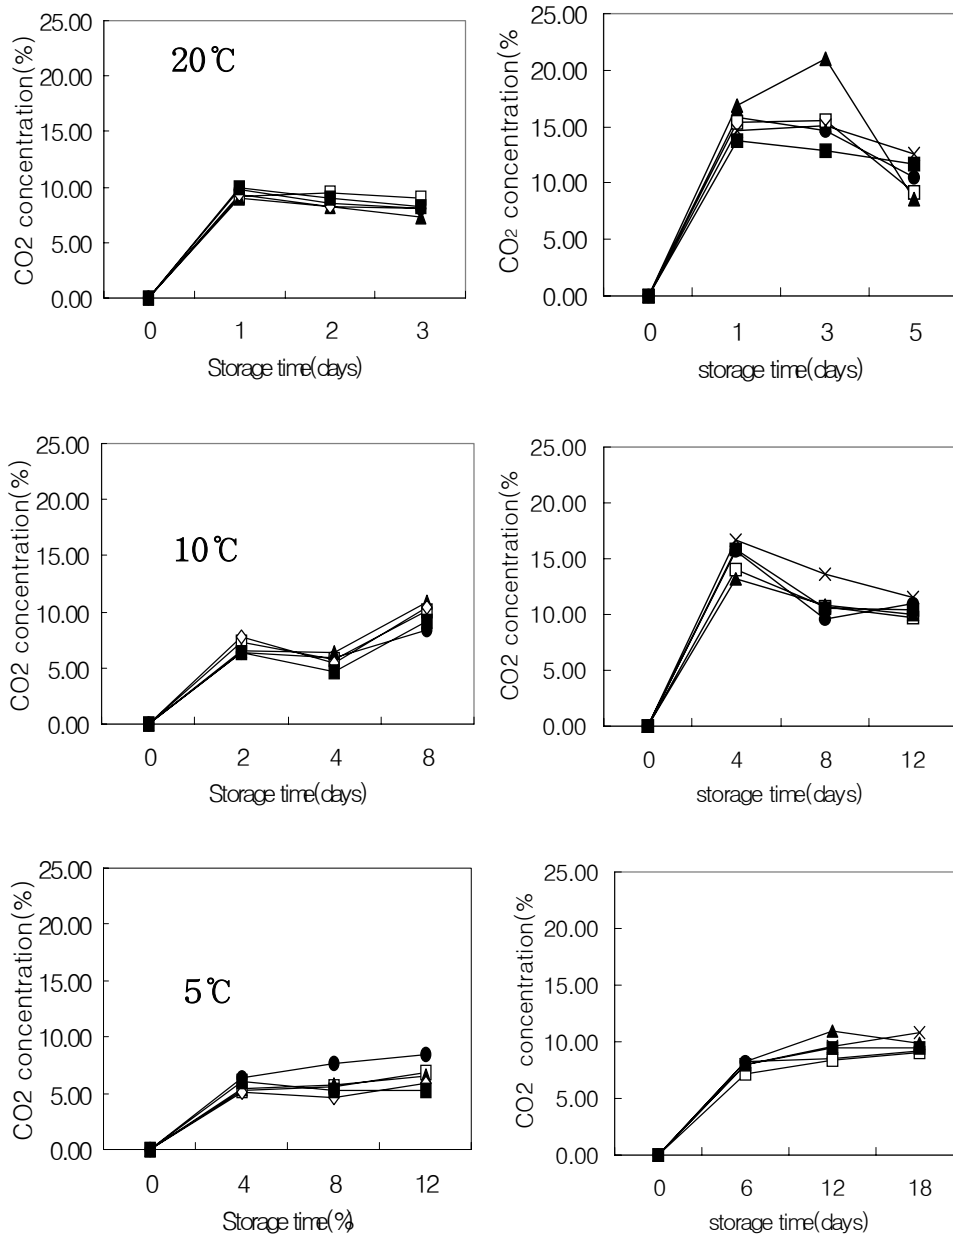 CO2 concentration(%)
25.00
20.00
15.00
10.00
5.00
0.00
20℃
0 1 2 3
Storage time(days)
CO2 concentration(%
25.00
20.00
15.00
10.00
5.00
0.00
0 1 3 5
storage time(days)
CO2 concentration(%)
25.00
20.00
15.00
10.00
5.00
0.00
10℃
0 2 4 8
Storage time(days)
CO2 concentration(%
25.00
20.00
15.00
10.00
5.00
0.00
0 4 8 12
storage time(days)
CO2 concentration(%)
25.00
20.00
15.00
10.00
5.00
0.00
5℃
0 4 8 12
Storage time(%)
CO2 concentration(%
25.00
20.00
15.00
10.00
5.00
0.00
0 6 12 18
storage time(days)